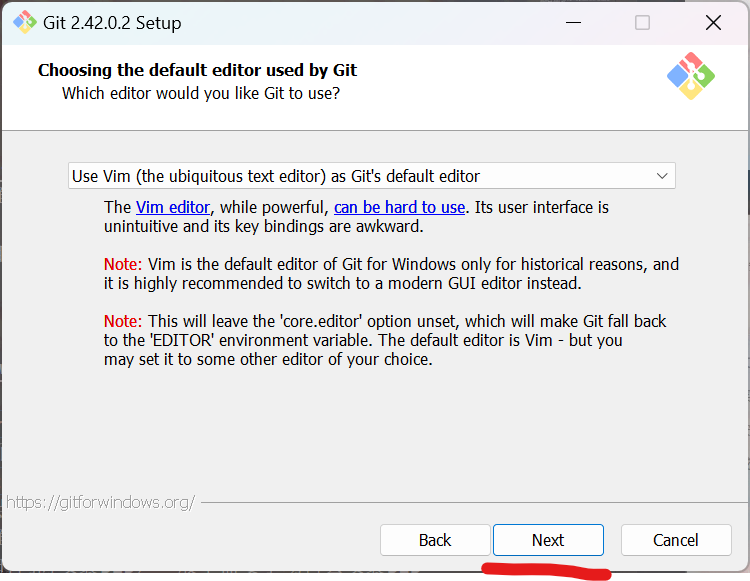 Git 2.42.0.2 Setup
Choosing the default editor used by Git
Which editor would you like Git to use?
Use Vim (the ubiquitous text editor) as Git's default editor
The Vim editor, while powerful, can be hard to use. Its user interface is
unintuitive and its key bindings are awkward.
Note: Vim is the default editor of Git for Windows only for historical reasons, and
it is highly recommended to switch to a modern GUI editor instead.
Note: This will leave the 'core.editor' option unset, which will make Git fall back
to the 'EDITOR' environment variable. The default editor is Vim - but you
may set it to some other editor of your choice.
https://gitforwindows.org/
Back
Next
Cancel